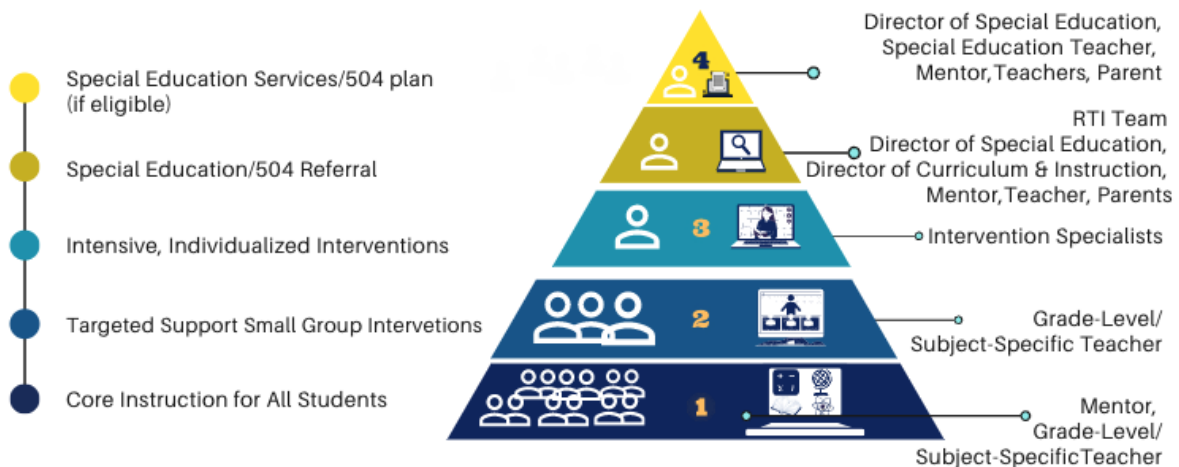 Special Education Services/504 plan
(if eligible)
Special Education/504 Referral
Intensive, Individualized Interventions
Targeted Support Small Group Intervetions
Core Instruction for All Students
4
3
2
1
Director of Special Education,
Special Education Teacher,
Mentor,Teachers, Parent
RTI Team
Director of Special Education,
Director of Curriculum & Instruction,
Mentor,Teacher, Parents
Intervention Specialists
Grade-Level/
Subject-Specific Teacher
Mentor,
Grade-Level/
Subject-SpecificTeacher